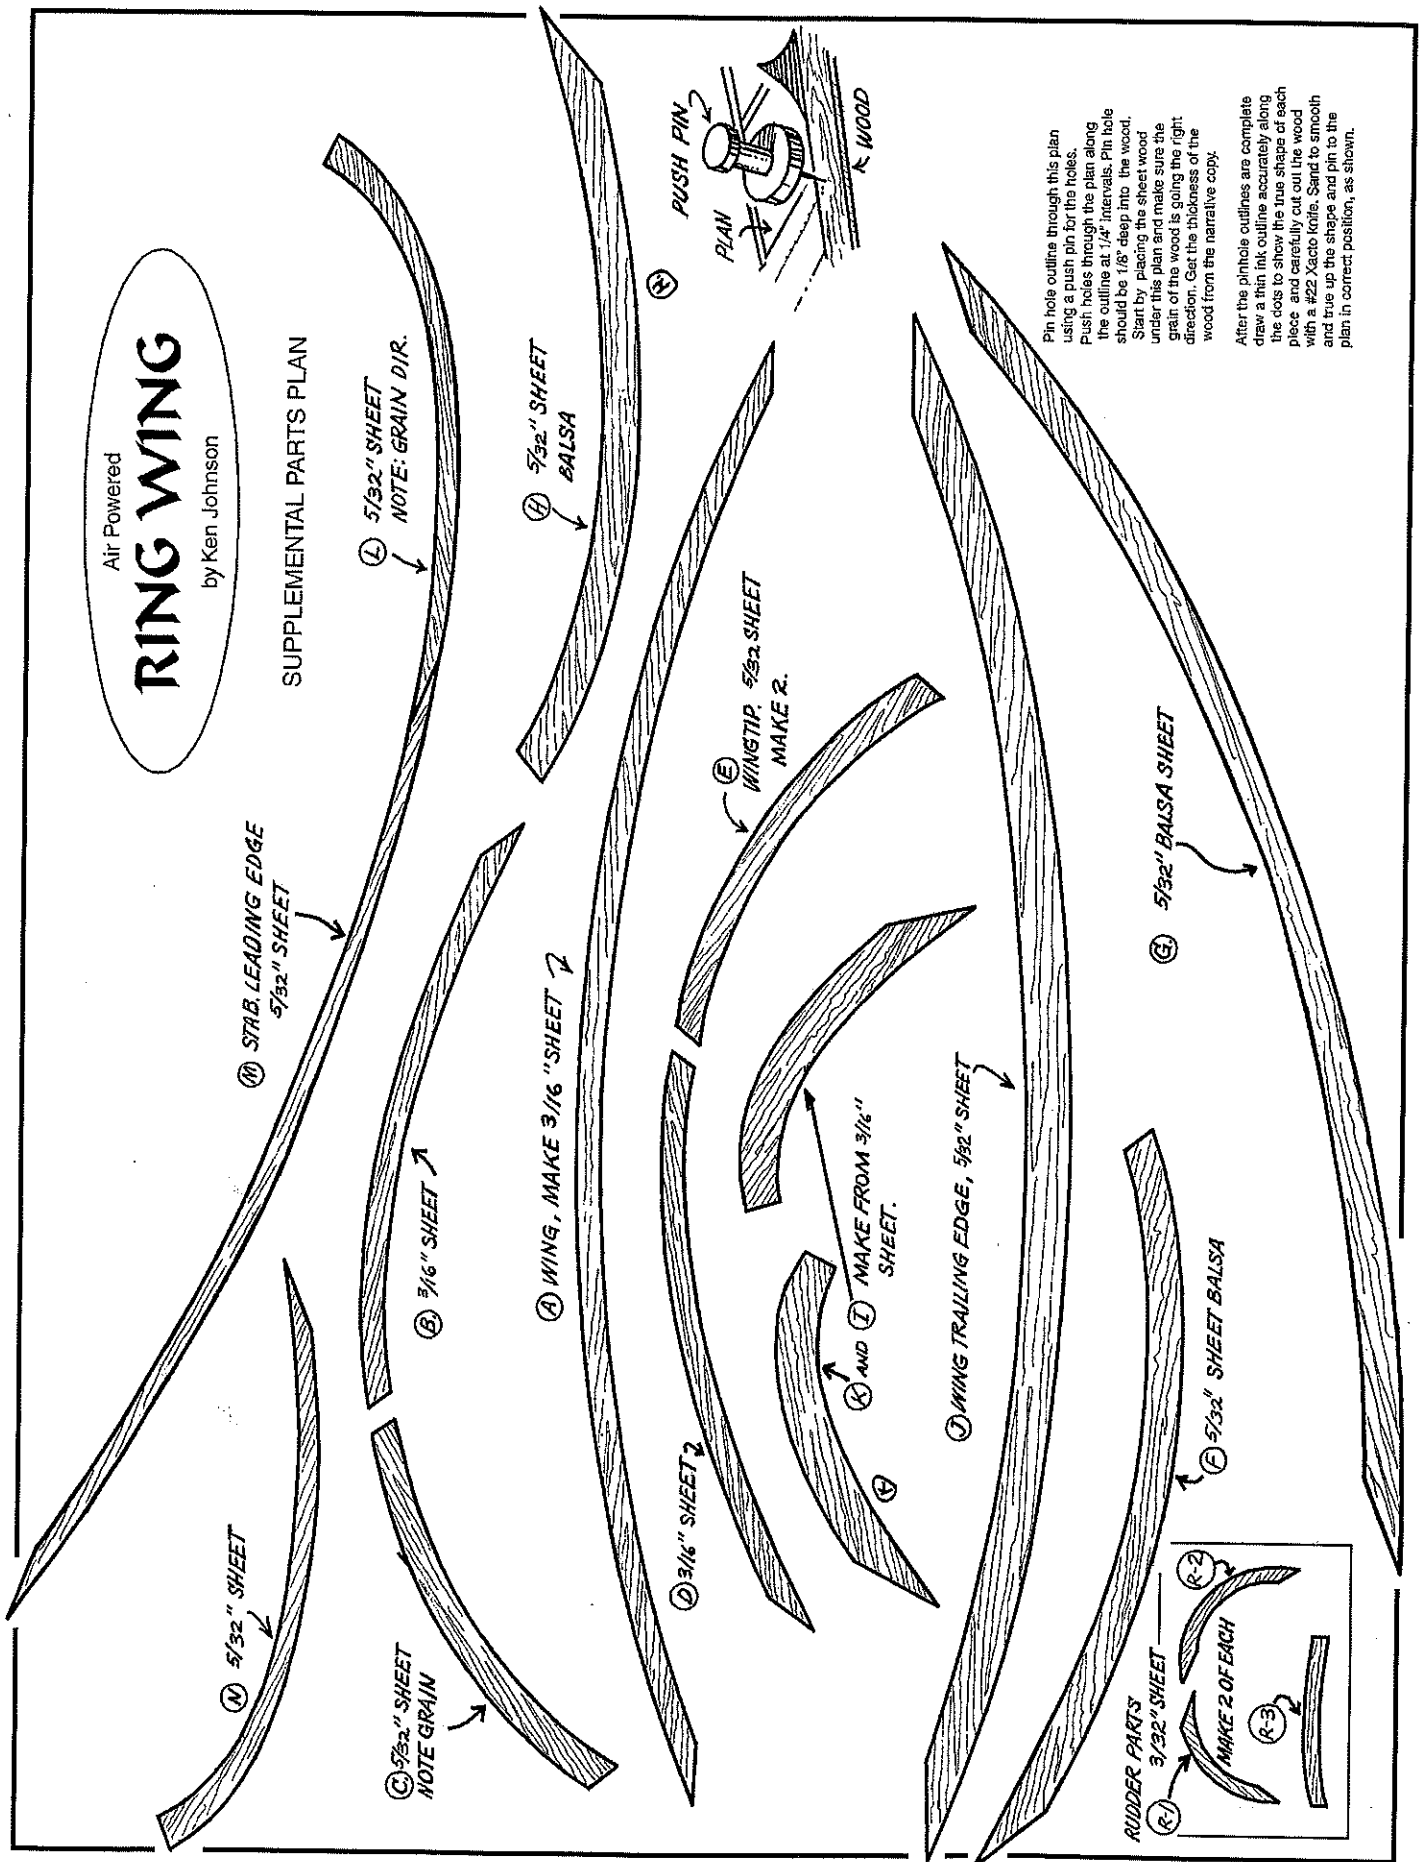 Air Powered
RING WING
by Ken Johnson
SUPPLEMENTAL PARTS PLAN
(M) STAB. LEADING EDGE
5/32" SHEET
(L) 5/32" SHEET
NOTE: GRAIN DIR.
(N) 5/32" SHEET
(C) 5/32" SHEET
NOTE GRAIN
(B) 3/16" SHEET
(H) 5/32" SHEET
BALSA
(H)
(A) WING, MAKE 3/16 "SHEET
(D) 3/16" SHEET
(E)
WINGTIP. 5/32 SHEET
MAKE 2.
PUSH PIN
PLAN
WOOD
(K) AND (I) MAKE FROM 3/16"
SHEET.
(K)
(J) WING TRAILING EDGE, 5/32" SHEET
(F) 5/32" SHEET BALSA
(G) 5/32" BALSA SHEET
RUDDER PARTS
3/32" SHEET
(R-1)
(R-2)
MAKE 2 OF EACH
(R-3)
Pin hole outline through this plan
using a push pin for the holes.
Push holes through the plan along
the outline at 1/4" intervals. Pin hole
should be 1/8" deep into the wood.
Start by placing the sheet wood
under this plan and make sure the
grain of the wood is going the right
direction. Get the thickness of the
wood from the narrative copy.
After the pinhole outlines are complete
draw a thin ink outline accurately along
the dots to show the true shape of each
piece and carefully cut out the wood
with a #22 Xacto knife. Sand to smooth
and true up the shape and pin to the
plan in correct position, as shown.